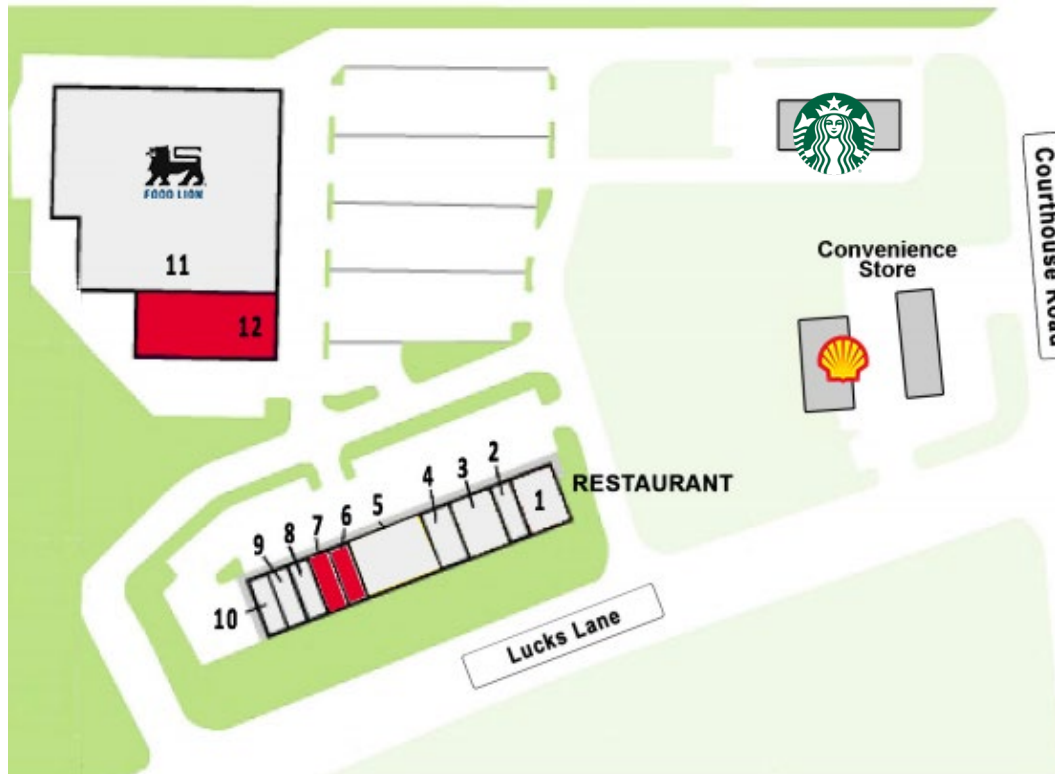 FOOD LION
11
12
Convenience
Store
Courthouse Road
RESTAURANT
1
2
3
4
5
6
7
8
9
10
Lucks Lane